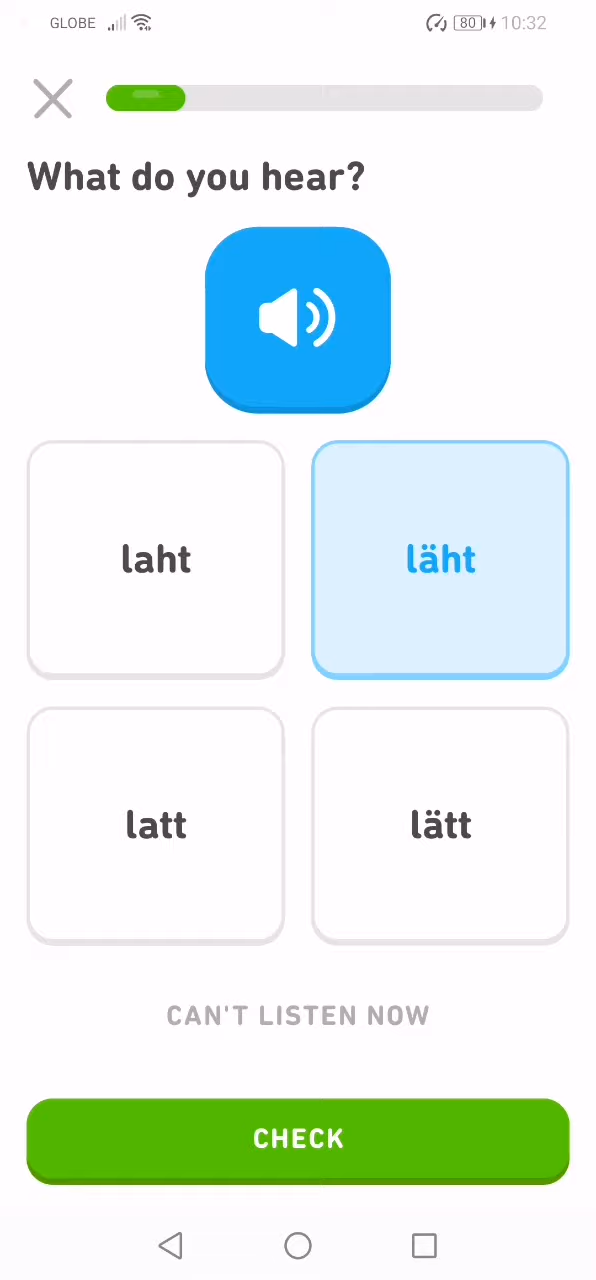 GLOBE 80 10:32
What do you hear?
laht
läht
latt
lätt
CAN'T LISTEN NOW
CHECK